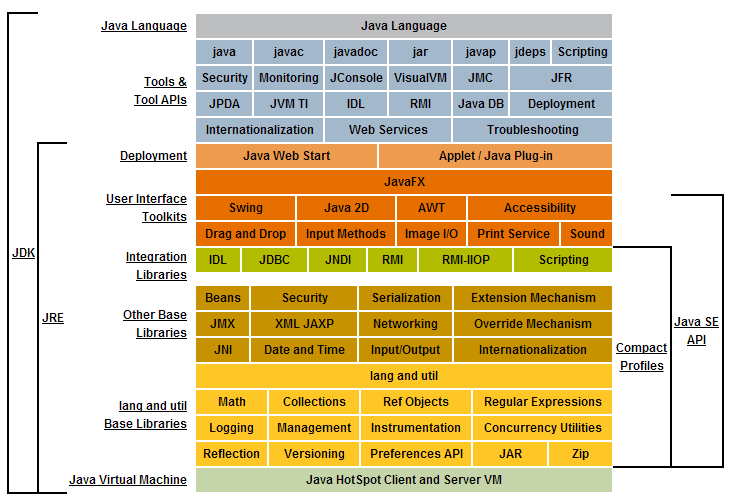 Java Language Java Language
java javac javadoc jar javap jdeps Scripting
Tools &
Tool APIs
Security Monitoring JConsole VisualVM JMC JFR
JPDA JVM TI IDL RMI Java DB Deployment
Internationalization Web Services Troubleshooting
Deployment Java Web Start Applet / Java Plug-in
JavaFX
User Interface
Toolkits
Swing Java 2D AWT Accessibility
Drag and Drop Input Methods Image I/O Print Service Sound
Integration
Libraries
IDL JDBC JNDI RMI RMI-IIOP Scripting
JDK
JRE
Other Base
Libraries
Beans Security Serialization Extension Mechanism
JMX XML JAXP Networking Override Mechanism
JNI Date and Time Input/Output Internationalization
Java SE
API
Compact
Profiles
lang and util
lang and util
Base Libraries
Math Collections Ref Objects Regular Expressions
Logging Management Instrumentation Concurrency Utilities
Reflection Versioning Preferences API JAR Zip
Java Virtual Machine Java HotSpot Client and Server VM